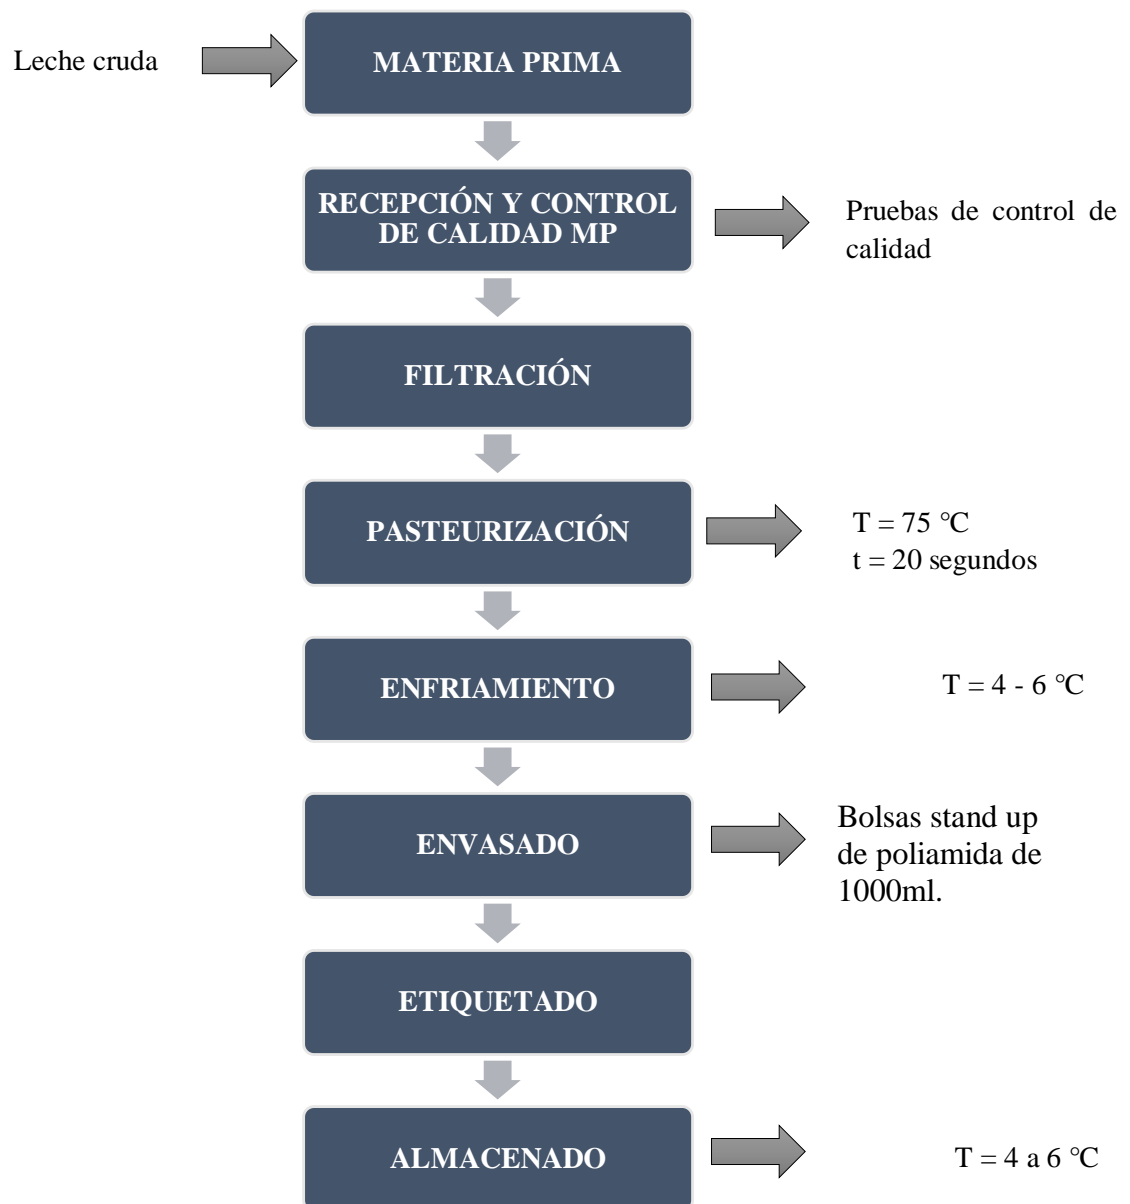 Leche cruda
MATERIA PRIMA
RECEPCIÓN Y CONTROL
DE CALIDAD MP
Pruebas de control de
calidad
FILTRACIÓN
PASTEURIZACIÓN
T = 75 °C
t = 20 segundos
ENFRIAMIENTO
T = 4 - 6 °C
ENVASADO
Bolsas stand up
de poliamida de
1000ml.
ETIQUETADO
ALMACENADO
T = 4 a 6 °C